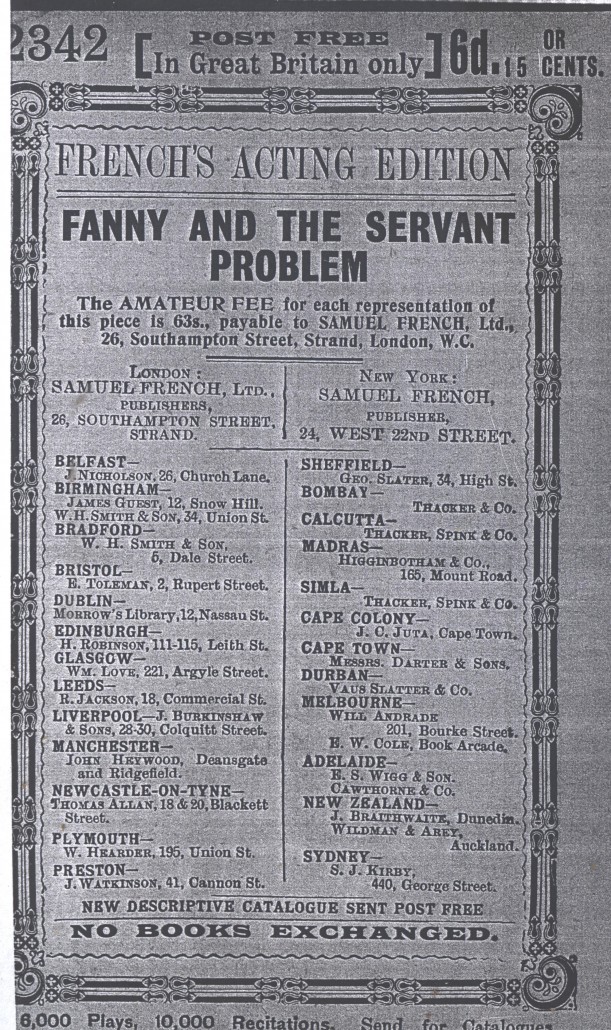 2342 [POST FREE In Great Britain only] 6d. OR 15 CENTS.
FRENCH'S ACTING EDITION
FANNY AND THE SERVANT
PROBLEM
The AMATEUR FEE for each representation of
this piece is 63s., payable to SAMUEL FRENCH, Ltd.,
26, Southampton Street, Strand, London, W.C.
LONDON:
SAMUEL FRENCH, LTD.,
PUBLISHERS,
26, SOUTHAMPTON STREET,
STRAND.
NEW YORK:
SAMUEL FRENCH,
PUBLISHER,
24, WEST 22ND STREET.
BELFAST—
J. NICHOLSON, 26, Church Lane.
BIRMINGHAM—
JAMES GUEST, 12, Snow Hill.
W. H. SMITH & SON, 34, Union St.
BRADFORD—
W. H. SMITH & SON,
5, Dale Street.
BRISTOL—
E. TOLEMAN, 2, Rupert Street.
DUBLIN—
MORROW'S Library, 12, Nassau St.
EDINBURGH—
H. ROBINSON, 111-115, Leith St.
GLASGOW—
WM. LOVE, 221, Argyle Street.
LEEDS—
R. JACKSON, 18, Commercial St.
LIVERPOOL—J. BURKINSHAW
& SONS, 28-30, Colquitt Street.
MANCHESTER—
JOHN HEYWOOD, Deansgate
and Ridgefield.
NEWCASTLE-ON-TYNE—
THOMAS ALLAN, 18 & 20, Blackett
Street.
PLYMOUTH—
W. HEARDER, 195, Union St.
PRESTON—
J. WATKINSON, 41, Cannon St.
SHEFFIELD—
GEO. SLATER, 34, High St.
BOMBAY—
THACKER & Co.
CALCUTTA—
THACKER, SPINK & Co.
MADRAS—
HIGGINBOTHAM & Co.,
165, Mount Road.
SIMLA—
THACKER, SPINK & Co.
CAPE COLONY—
J. C. JUTA, Cape Town.
CAPE TOWN—
MESSRS. DARTER & SONS.
DURBAN—
VAUS SLATTER & Co.
MELBOURNE—
WILL ANDRADE
201, Bourke Street.
E. W. COLE, Book Arcade.
ADELAIDE—
E. S. WIGG & SON.
CAWTHORNE & Co.
NEW ZEALAND—
J. BRAITHWAITE, Dunedin.
WILDMAN & AREY,
Auckland.
SYDNEY—
S. J. KIRBY,
440, George Street.
NEW DESCRIPTIVE CATALOGUE SENT POST FREE
NO BOOKS EXCHANGED.
6,000 Plays, 10,000 Recitations. Send for Catalogue